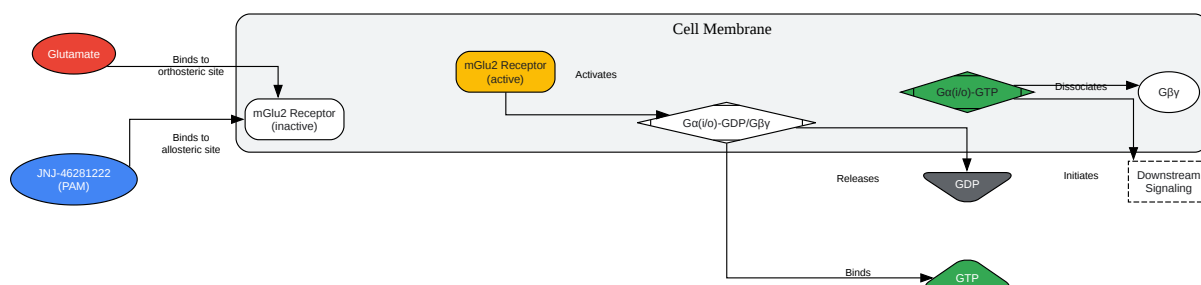 Cell Membrane
Glutamate
Binds to
orthosteric site
mGlu2 Receptor
(active)
Activates
Gα(i/o)-GTP
Dissociates
Gβγ
mGlu2 Receptor
(inactive)
Gα(i/o)-GDP/Gβγ
Binds to
allosteric site
JNJ-46281222
(PAM)
Releases
GDP
Initiates
Downstream
Signaling
Binds
GTP